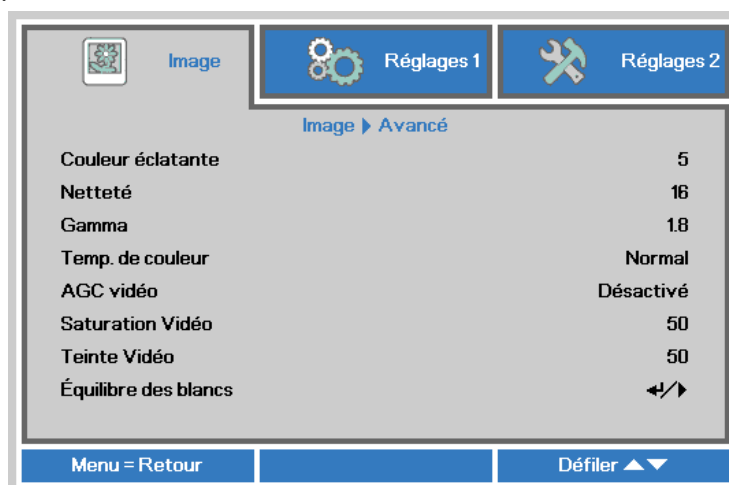 Image Réglages 1 Réglages 2
Image ▶ Avancé
Couleur éclatante 5
Netteté 16
Gamma 1.8
Temp. de couleur Normal
AGC vidéo Désactivé
Saturation Vidéo 50
Teinte Vidéo 50
Équilibre des blancs ↵/▶
Menu = Retour Défiler ▲▼